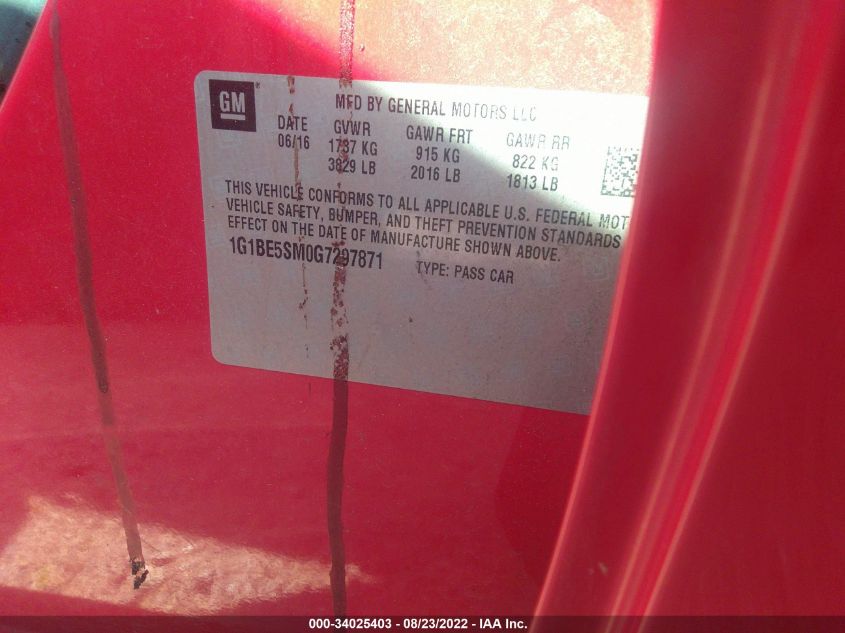 GM
MFD BY GENERAL MOTORS LLC
DATE GVWR GAWR FRT GAWR RR
06/16 1737 KG 915 KG 822 KG
3829 LB 2016 LB 1813 LB
THIS VEHICLE CONFORMS TO ALL APPLICABLE U.S. FEDERAL MOT
VEHICLE SAFETY, BUMPER, AND THEFT PREVENTION STANDARDS
EFFECT ON THE DATE OF MANUFACTURE SHOWN ABOVE.
1G1BE5SM0G7297871 TYPE: PASS CAR
000-34025403 - 08/23/2022 - IAA Inc.